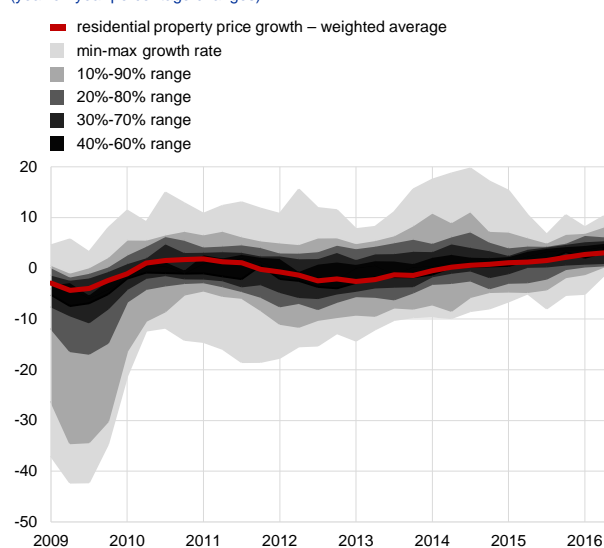 residential property price growth – weighted average
min-max growth rate
10%-90% range
20%-80% range
30%-70% range
40%-60% range
20
10
0
-10
-20
-30
-40
-50
2009 2010 2011 2012 2013 2014 2015 2016